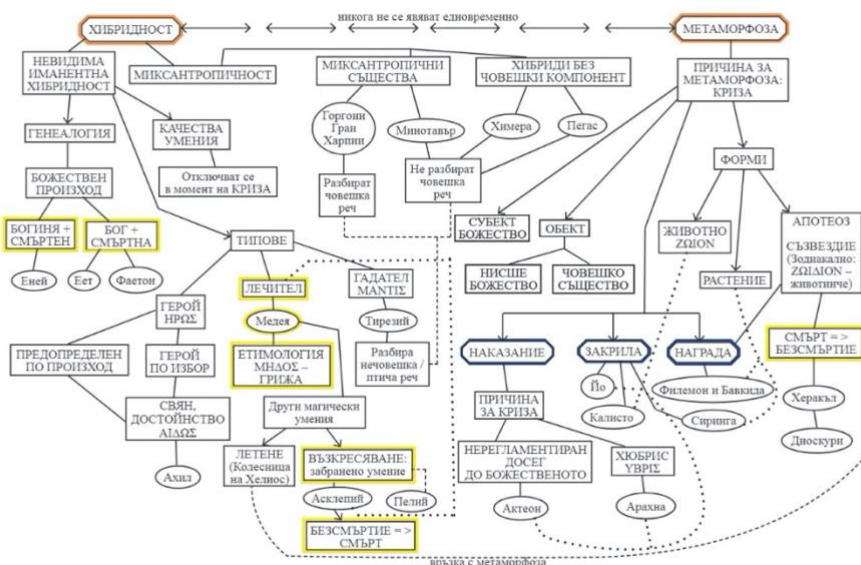 никога не се явяват едновременно
ХИБРИДНОСТ
МЕТАМОРФОЗА
НЕВИДИМА
ИМАНЕНТНА
ХИБРИДНОСТ
МИКСАНТРОПИЧНОСТ
МИКСАНТРОПИЧНИ
СЪЩЕСТВА
ХИБРИДИ БЕЗ
ЧОВЕШКИ КОМПОНЕНТ
ПРИЧИНА ЗА
МЕТАМОРФОЗА:
КРИЗА
ГЕНЕАЛОГИЯ
КАЧЕСТВА
УМЕНИЯ
Горгони
Граи
Харпии
Минотавър
Химера
Пегас
ФОРМИ
БОЖЕСТВЕН
ПРОИЗХОД
Отключват се
в момент на КРИЗА
Разбират
човешка
реч
Не разбират
човешка
реч
БОГИНЯ +
СМЪРТЕН
БОГ +
СМЪРТНА
ТИПОВЕ
СУБЕКТ
БОЖЕСТВО
ОБЕКТ
ЖИВОТНО
ΖΩΙΟΝ
АПОТЕОЗ
СЪЗВЕЗДИЕ
(Зодиакално:
ΖΩΙΔΙΟΝ –
животинче)
Еней
Еет
Фаетон
ЛЕЧИТЕЛ
ГАДАТЕЛ
ΜΑΝΤΙΣ
НИСШЕ
БОЖЕСТВО
ЧОВЕШКО
СЪЩЕСТВО
РАСТЕНИЕ
ГЕРОЙ
ΗΡΩΣ
Медея
Тирезий
ПРЕДОПРЕДЕЛЕН
ПО ПРОИЗХОД
ГЕРОЙ
ПО ИЗБОР
ЕТИМОЛОГИЯ
ΜΗΔΟΣ –
ГРИЖА
Разбира
нечовешка /
птича реч
НАКАЗАНИЕ
ЗАКРИЛА
НАГРАДА
СМЪРТ =>
БЕЗСМЪРТИЕ
СВЯН,
ДОСТОЙНСТВО
ΑΙΔΩΣ
Други магически
умения
ПРИЧИНА
ЗА КРИЗА
Йо
Калисто
Филемон и Бавкида
Сиринга
Херакъл
Диоскури
Ахил
ЛЕТЕНЕ
(Колесница
на Хелиос)
ВЪЗКРЕСЯВАНЕ:
забранено умение
НЕРЕГЛАМЕНТИРАН
ДОСЕГ
ДО БОЖЕСТВЕНОТО
ХЮБРИС
ΥΒΡΙΣ
Асклепий
Пелий
Актеон
Арахна
БЕЗСМЪРТИЕ =>
СМЪРТ
връзка с метаморфоза